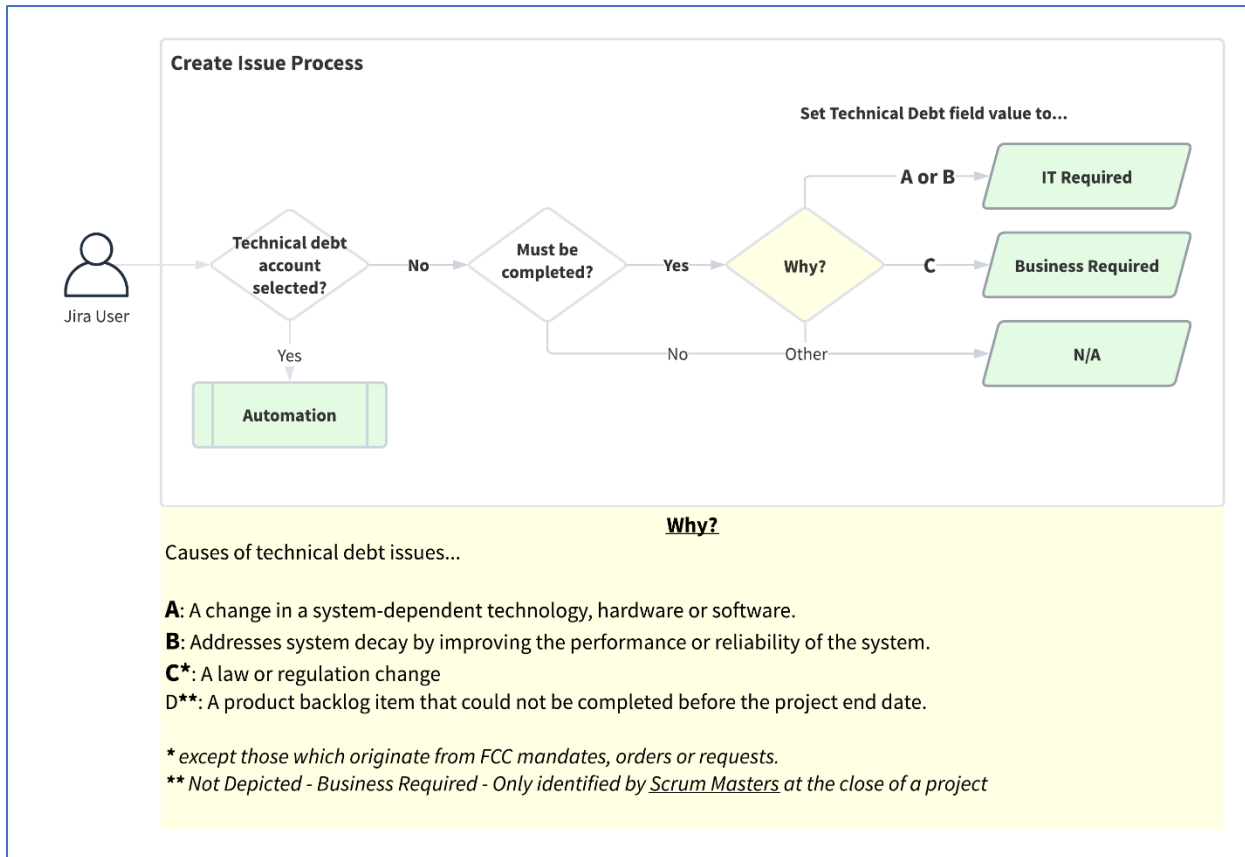 Create Issue Process
Set Technical Debt field value to...
A or B
IT Required
Technical debt
account
selected?
No
Must be
completed?
Yes
Why?
C
Business Required
Jira User
Yes
No
Other
N/A
Automation
Why?
Causes of technical debt issues...
A: A change in a system-dependent technology, hardware or software.
B: Addresses system decay by improving the performance or reliability of the system.
C*: A law or regulation change
D**: A product backlog item that could not be completed before the project end date.
* except those which originate from FCC mandates, orders or requests.
** Not Depicted - Business Required - Only identified by Scrum Masters at the close of a project